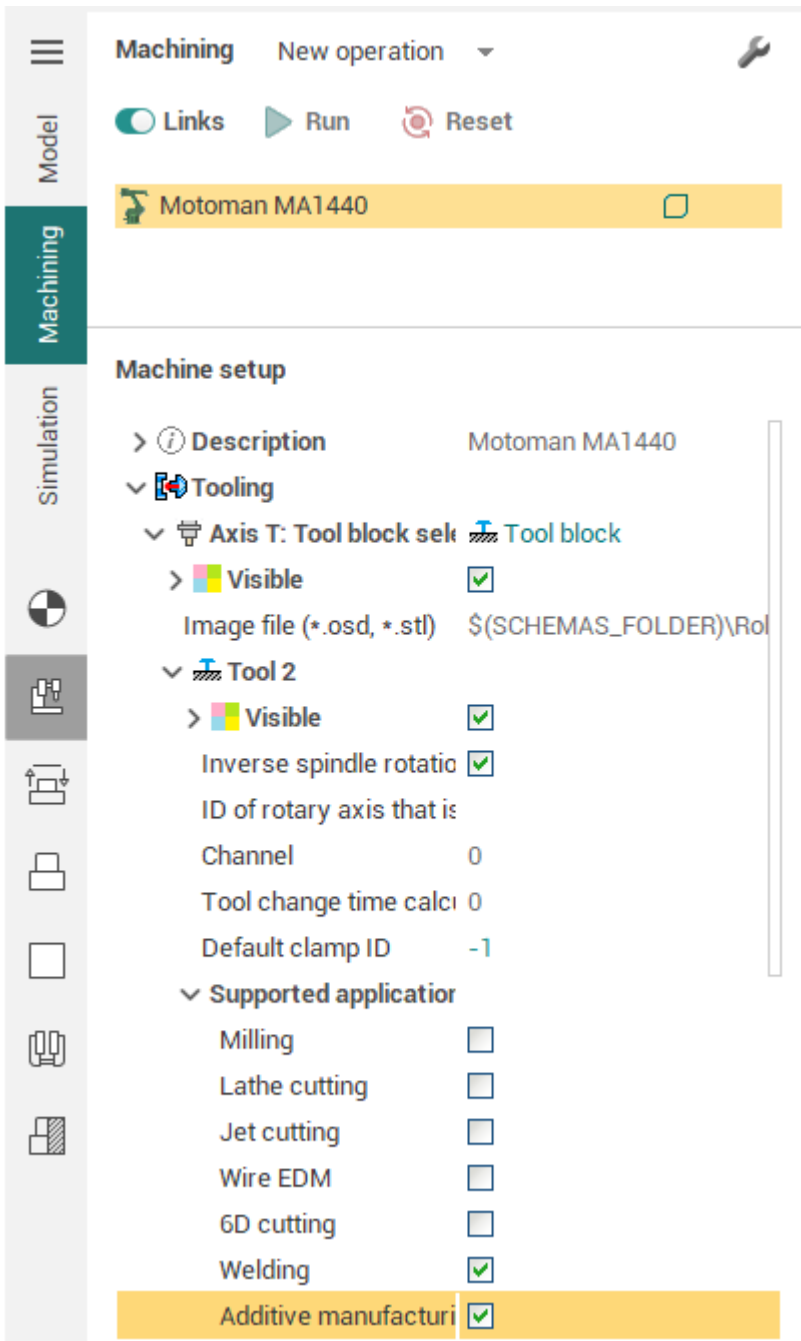 Machining New operation
Links Run Reset
Model
Machining
Simulation
Motoman MA1440
Machine setup
Description Motoman MA1440
Tooling
Axis T: Tool block sele Tool block
Visible
Image file (*.osd, *.stl) $(SCHEMAS_FOLDER)\Rol
Tool 2
Visible
Inverse spindle rotatio
ID of rotary axis that is
Channel 0
Tool change time calcu 0
Default clamp ID -1
Supported application
Milling
Lathe cutting
Jet cutting
Wire EDM
6D cutting
Welding
Additive manufacturi